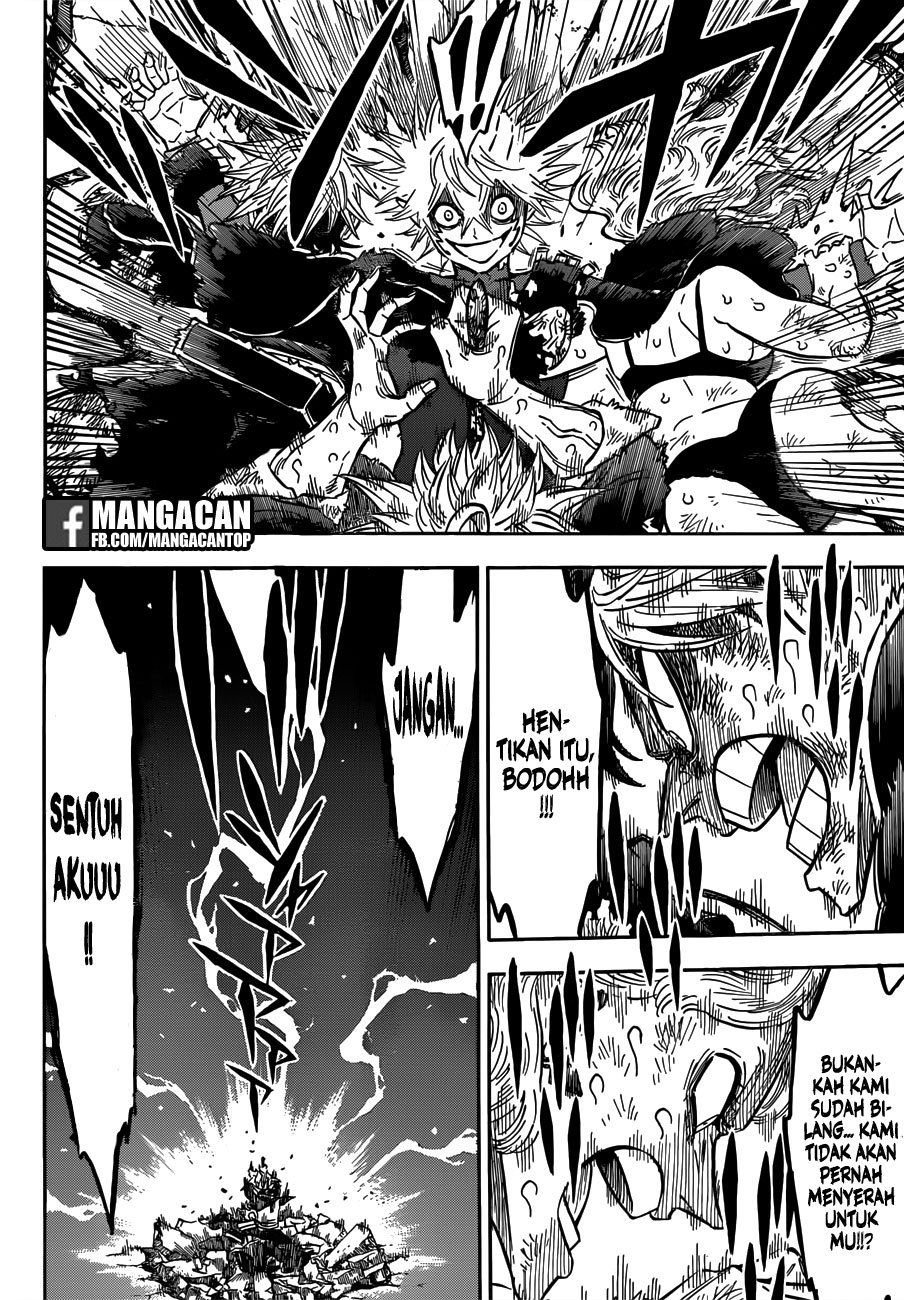 MANGACAN
FB.COM/MANGACANTOP
HEN-
TIKAN ITU,
BODOHH
!!!
BUKAN-
KAH KAMI
SUDAH BI-
LANG... KAMI
TIDAK AKAN
PERNAH
MENYERAH
UNTUK
MU!!?
JANGAN...
SENTUH
AKUUU
!!